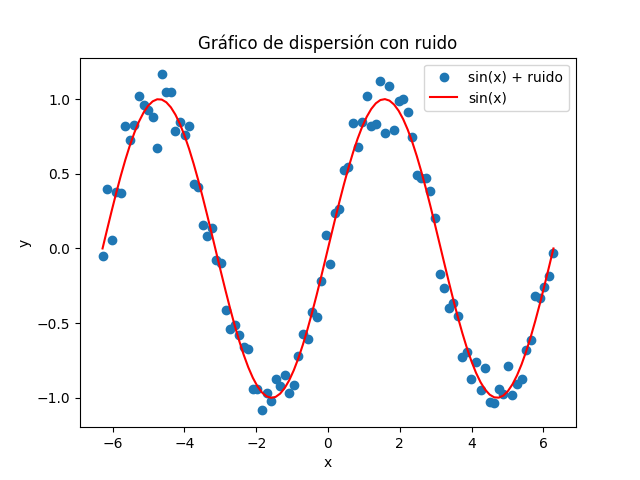 Gráfico de dispersión con ruido
sin(x) + ruido
sin(x)
1.0
0.5
0.0
−0.5
−1.0
y
−6
−4
−2
0
2
4
6
x